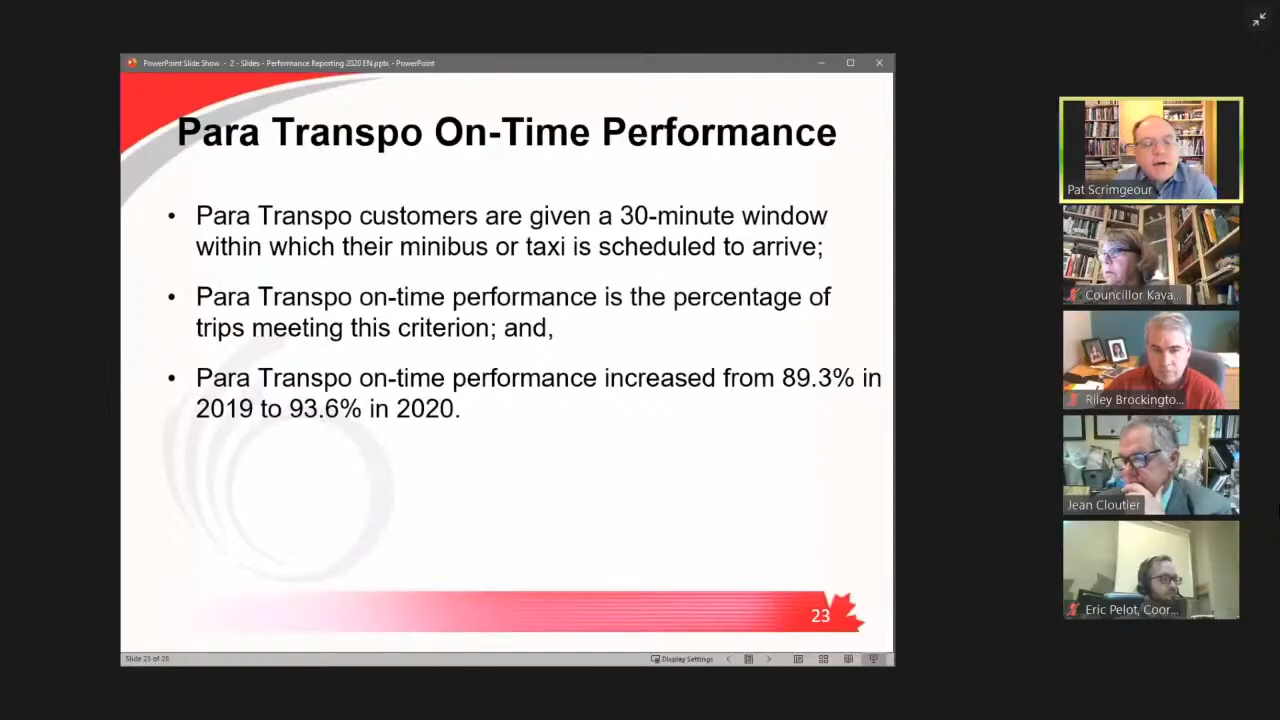 PowerPoint Slide Show - 2 - Slides - Performance Reporting 2020 EN.ppts - PowerPoint
Para Transpo On-Time Performance
• Para Transpo customers are given a 30-minute window
within which their minibus or taxi is scheduled to arrive;
• Para Transpo on-time performance is the percentage of
trips meeting this criterion; and,
• Para Transpo on-time performance increased from 89.3% in
2019 to 93.6% in 2020.
23
Slide 23 of 26
Display Settings
Pat Scrimgeour
Councillor Kava...
Riley Brockingto...
Jean Cloutier
Eric Pelot, Coor...